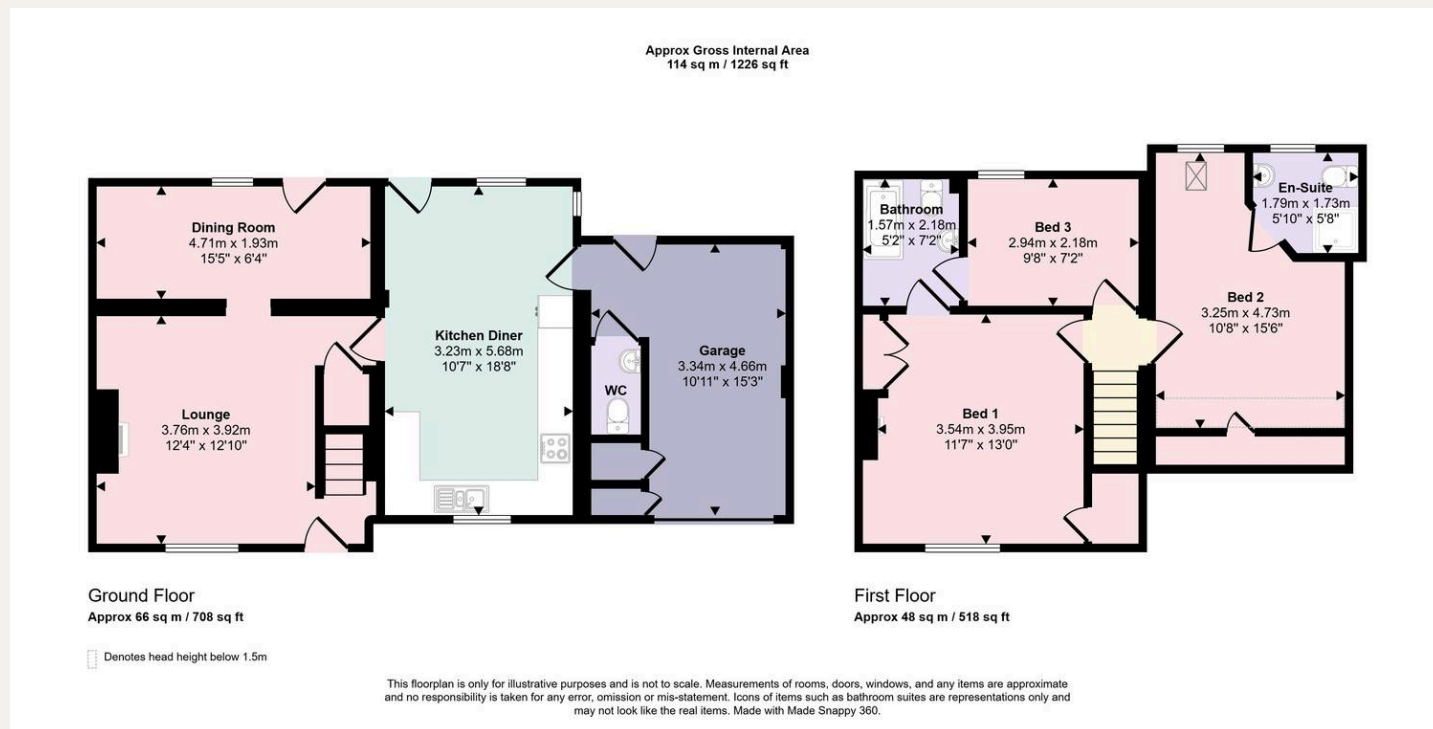 Approx Gross Internal Area
114 sq m / 1226 sq ft
Dining Room
4.71m x 1.93m
15'5" x 6'4"
Kitchen Diner
3.23m x 5.68m
10'7" x 18'8"
Lounge
3.76m x 3.92m
12'4" x 12'10"
WC
Garage
3.34m x 4.66m
10'11" x 15'3"
Bathroom
1.57m x 2.18m
5'2" x 7'2"
Bed 3
2.94m x 2.18m
9'8" x 7'2"
En-Suite
1.79m x 1.73m
5'10" x 5'8"
Bed 2
3.25m x 4.73m
10'8" x 15'6"
Bed 1
3.54m x 3.95m
11'7" x 13'0"
Ground Floor
Approx 66 sq m / 708 sq ft
First Floor
Approx 48 sq m / 518 sq ft
Denotes head height below 1.5m
This floorplan is only for illustrative purposes and is not to scale. Measurements of rooms, doors, windows, and any items are approximate
and no responsibility is taken for any error, omission or mis-statement. Icons of items such as bathroom suites are representations only and
may not look like the real items. Made with Made Snappy 360.